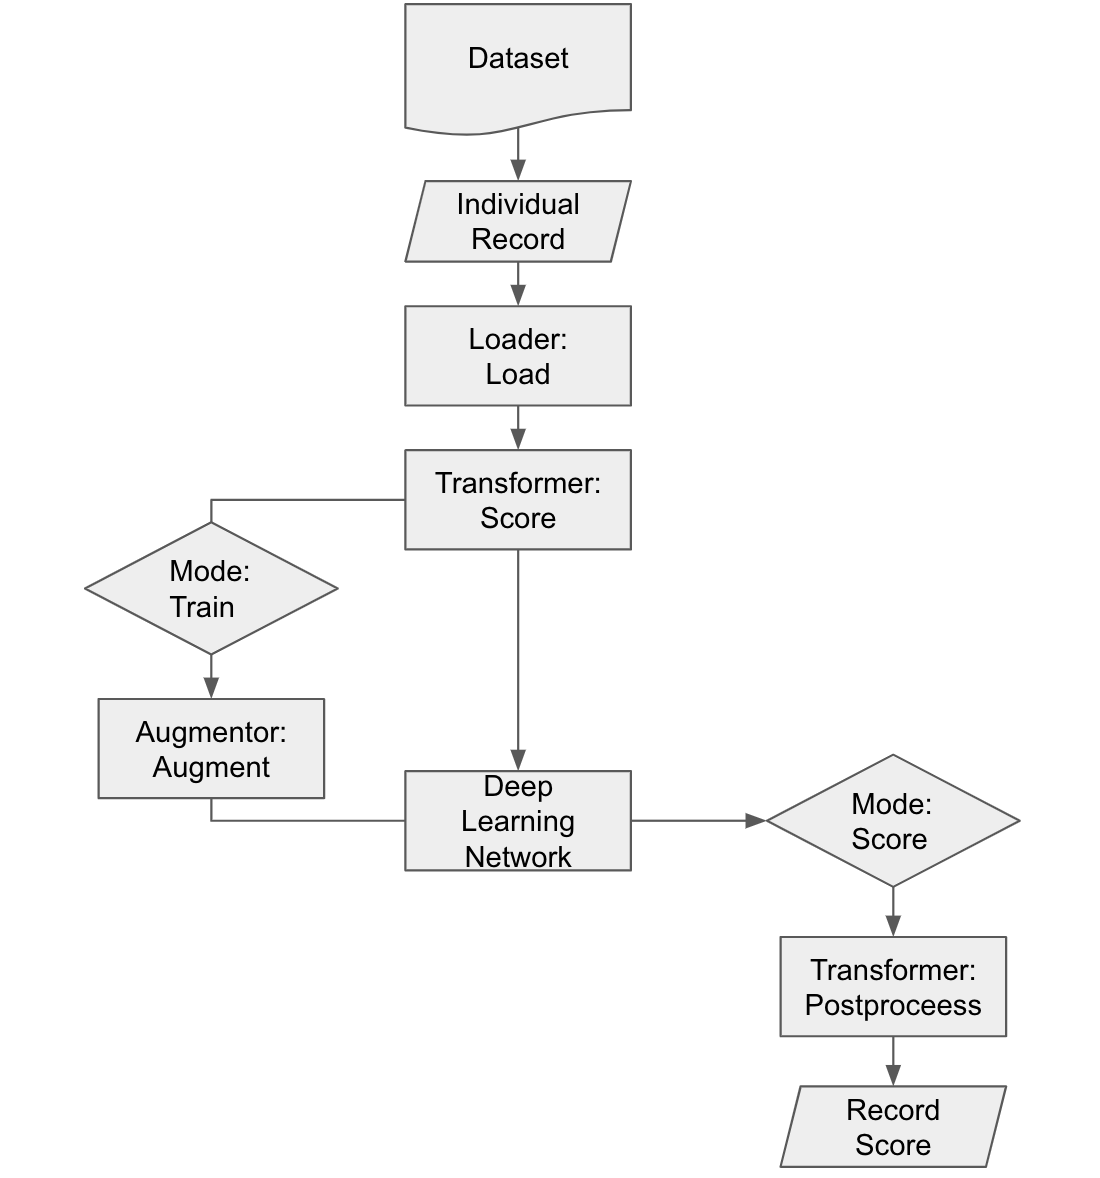 Dataset
Individual
Record
Loader:
Load
Transformer:
Score
Mode:
Train
Augmentor:
Augment
Deep
Learning
Network
Mode:
Score
Transformer:
Postproceess
Record
Score